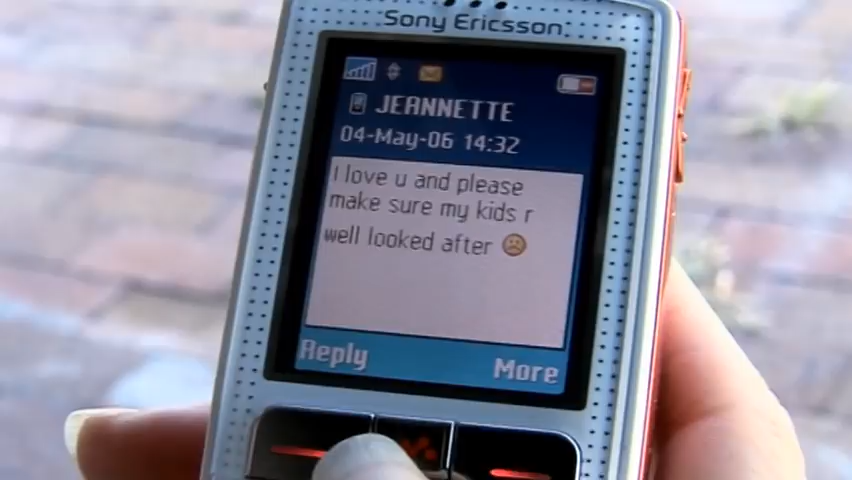 Sony Ericsson
JEANNETTE
04-May-06 14:32
I love u and please
make sure my kids r
well looked after ☹
Reply More